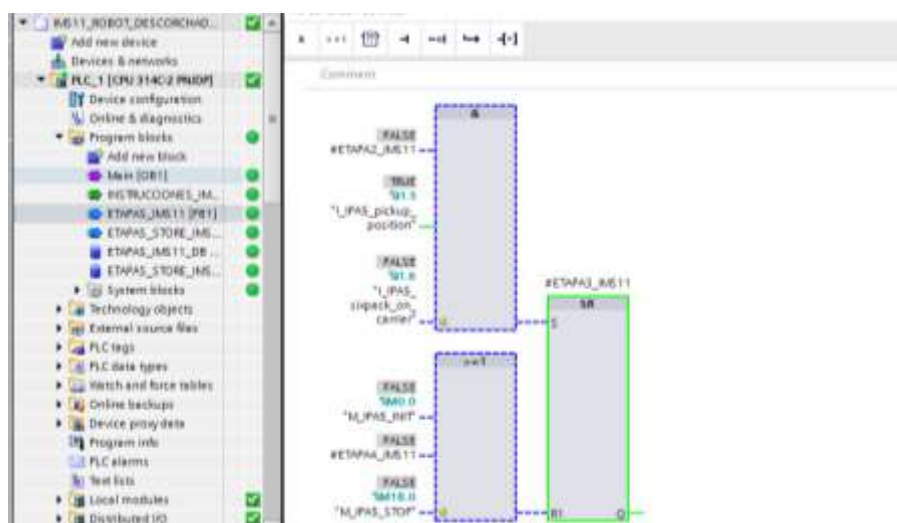 IMS11_ROBOT_DESCORCHAD...
Add new device
Devices & networks
PLC_1 [CPU 314C-2 PN/DP]
Device configuration
Online & diagnostics
Program blocks
Add new block
Main [OB1]
INSTRUCCIONES_IM...
ETAPAS_IMS11 [FB1]
ETAPAS_STORE_IMS...
ETAPAS_IMS11_DB ...
ETAPAS_STORE_IMS...
System blocks
Technology objects
External source files
PLC tags
PLC data types
Watch and force tables
Online backups
Device proxy data
Program info
PLC alarms
Text lists
Local modules
Distributed I/O
&
>=1
Comment
&
FALSE
#ETAPA2_IMS11
TRUE
%I1.5
"I_IPAS_pickup_
position"
FALSE
%I1.6
"I_IPAS_
sixpack_on_
carrier"
#ETAPA3_IMS11
SR
S
>=1
FALSE
%M0.0
"M_IPAS_INIT"
FALSE
#ETAPA4_IMS11
FALSE
"M_IPAS_STOP"
R1
Q